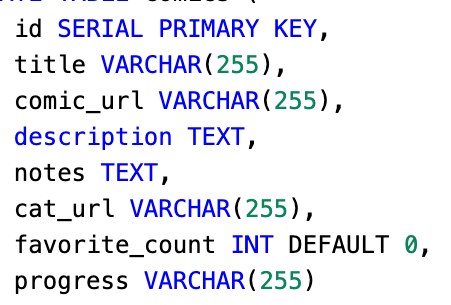 id SERIAL PRIMARY KEY,
title VARCHAR(255),
comic_url VARCHAR(255),
description TEXT,
notes TEXT,
cat_url VARCHAR(255),
favorite_count INT DEFAULT 0,
progress VARCHAR(255)